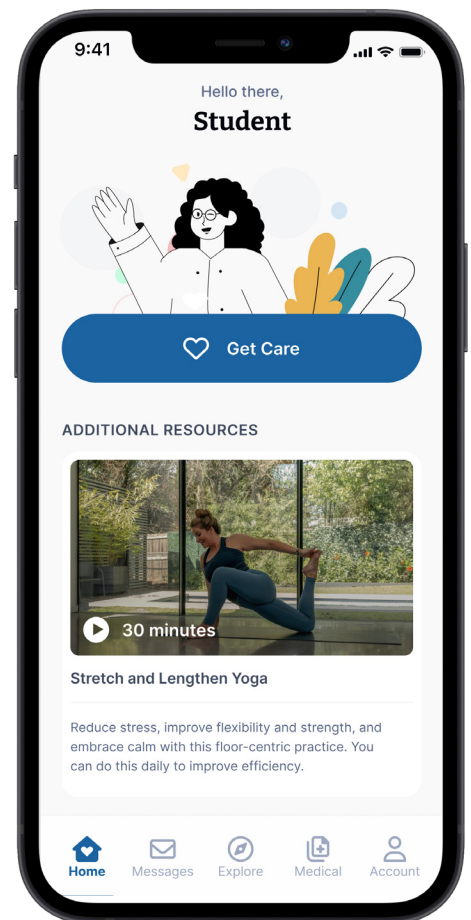 9:41
Hello there,
Student
Get Care
ADDITIONAL RESOURCES
30 minutes
Stretch and Lengthen Yoga
Reduce stress, improve flexibility and strength, and
embrace calm with this floor-centric practice. You
can do this daily to improve efficiency.
Home
Messages
Explore
Medical
Account